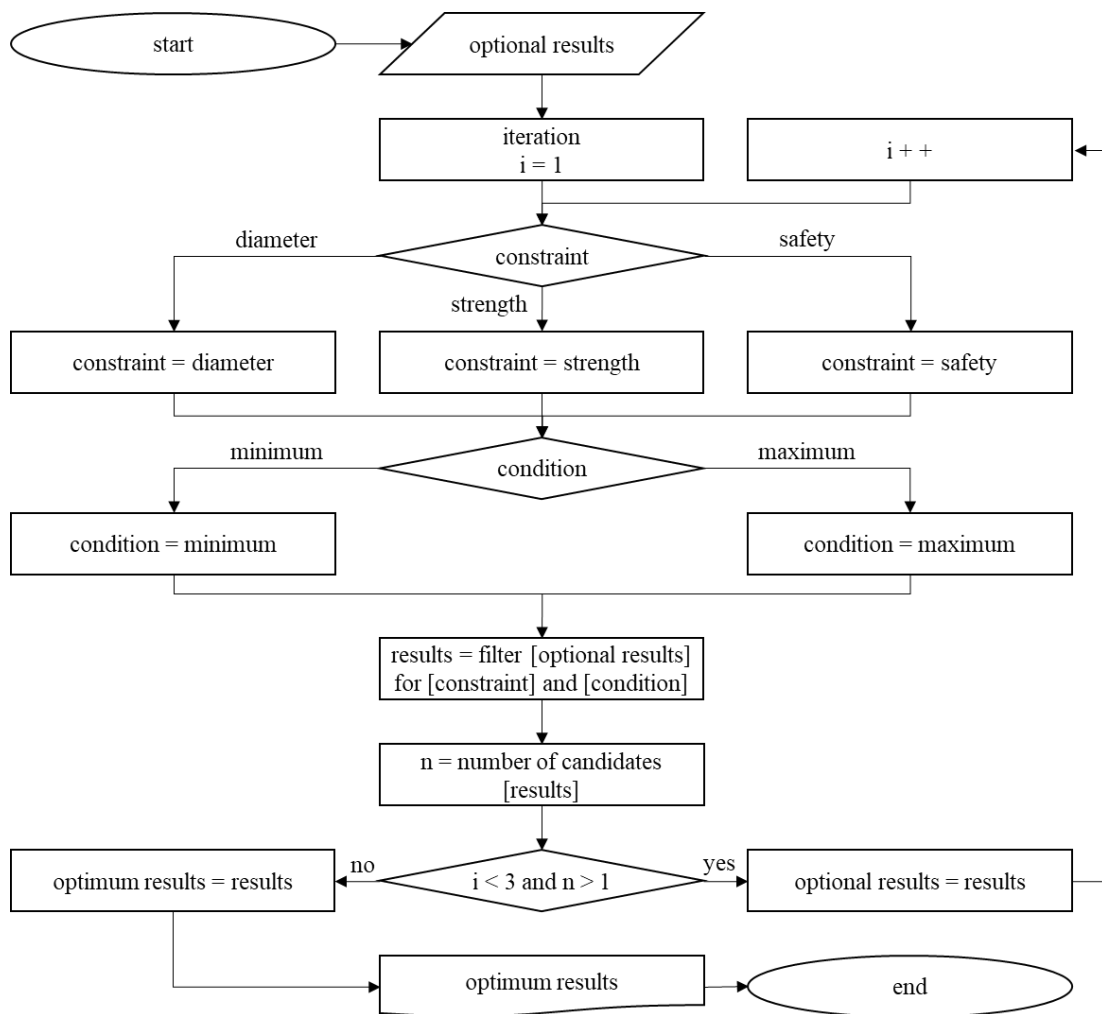 start
optional results
iteration
i = 1
i + +
diameter
constraint
safety
strength
constraint = diameter
constraint = strength
constraint = safety
minimum
condition
maximum
condition = minimum
condition = maximum
results = filter [optional results]
for [constraint] and [condition]
n = number of candidates
[results]
optimum results = results
no
i < 3 and n > 1
yes
optional results = results
optimum results
end